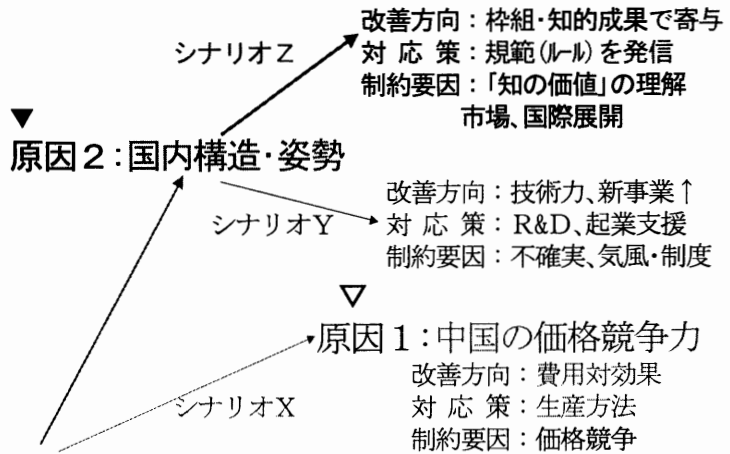 改善方向：枠組・知的成果で寄与
シナリオZ
対 応 策：規範(ﾙｰﾙ)を発信
制約要因：「知の価値」の理解
市場、国際展開
▼
原因２：国内構造・姿勢
改善方向：技術力、新事業↑
シナリオY
対 応 策：R&D、起業支援
制約要因：不確実、気風・制度
▽
原因１：中国の価格競争力
改善方向：費用対効果
シナリオX
対 応 策：生産方法
制約要因：価格競争